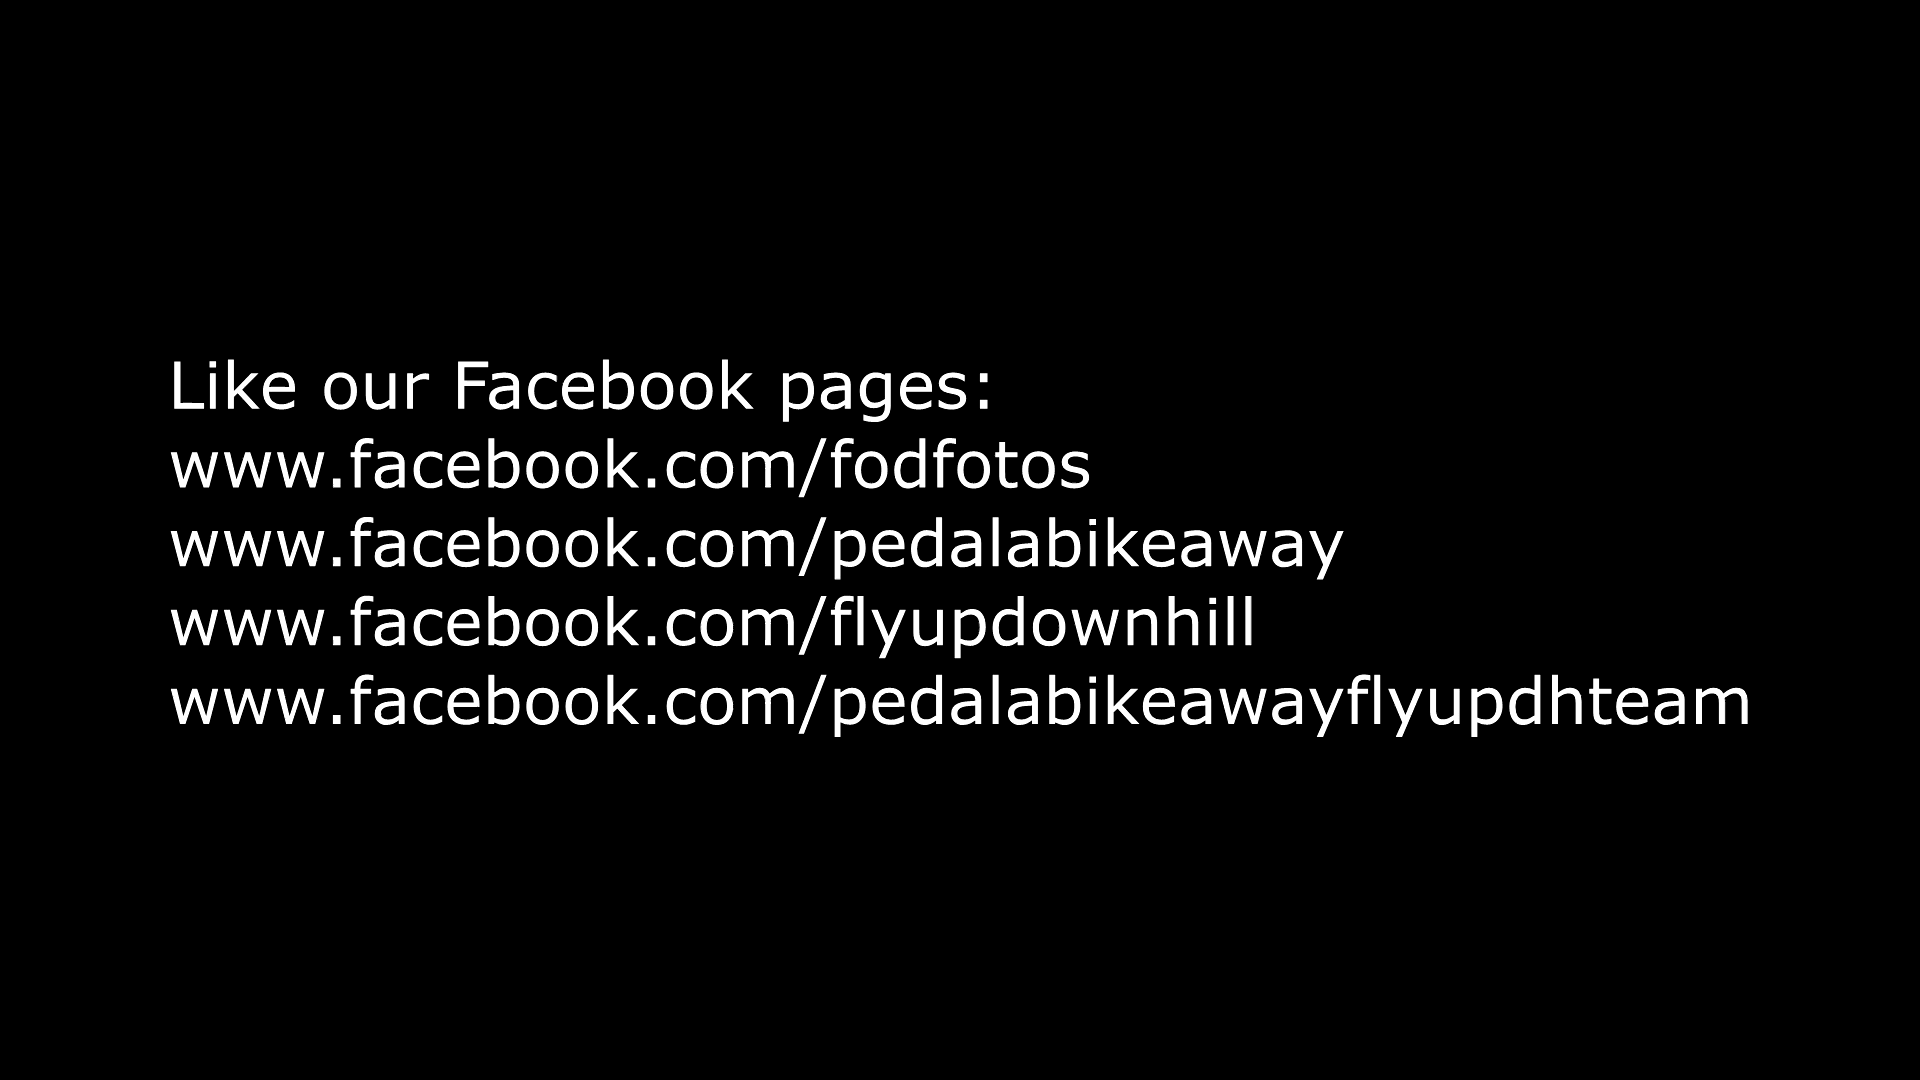 Like our Facebook pages:
www.facebook.com/fodfotos
www.facebook.com/pedalabikeaway
www.facebook.com/flyupdownhill
www.facebook.com/pedalabikeawayflyupdhteam